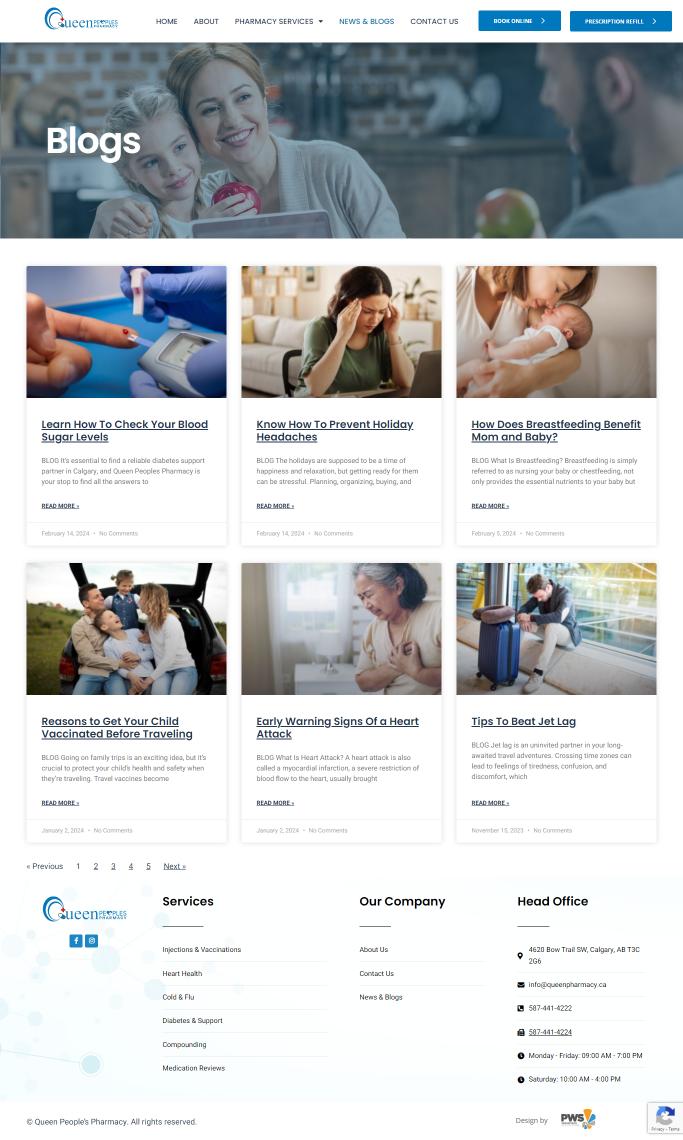 Queen PEOPLES PHARMACY
HOME
ABOUT
PHARMACY SERVICES
NEWS & BLOGS
CONTACT US
BOOK ONLINE
PRESCRIPTION REFILL
Blogs
Learn How To Check Your Blood
Sugar Levels
BLOG It's essential to find a reliable diabetes support
partner in Calgary, and Queen Peoples Pharmacy is
your stop to find all the answers to
READ MORE »
February 14, 2024 • No Comments
Know How To Prevent Holiday
Headaches
BLOG The holidays are supposed to be a time of
happiness and relaxation, but getting ready for them
can be stressful. Planning, organizing, buying, and
READ MORE »
February 14, 2024 • No Comments
How Does Breastfeeding Benefit
Mom and Baby?
BLOG What Is Breastfeeding? Breastfeeding is simply
referred to as nursing your baby or chestfeeding, not
only provides the essential nutrients to your baby but
READ MORE »
February 5, 2024 • No Comments
Reasons to Get Your Child
Vaccinated Before Traveling
BLOG Going on family trips is an exciting idea, but it's
crucial to protect your child's health and safety when
they're traveling. Travel vaccines become
READ MORE »
January 2, 2024 • No Comments
Early Warning Signs Of a Heart
Attack
BLOG What Is Heart Attack? A heart attack is also
called a myocardial infarction, a severe restriction of
blood flow to the heart, usually brought
READ MORE »
January 2, 2024 • No Comments
Tips To Beat Jet Lag
BLOG Jet lag is an uninvited partner in your long-
awaited travel adventures. Crossing time zones can
lead to feelings of tiredness, confusion, and
discomfort, which
READ MORE »
November 15, 2023 • No Comments
« Previous 1 2 3 4 5 Next »
Queen PEOPLES PHARMACY
Services
Injections & Vaccinations
Heart Health
Cold & Flu
Diabetes & Support
Compounding
Medication Reviews
Our Company
About Us
Contact Us
News & Blogs
Head Office
4620 Bow Trail SW, Calgary, AB T3C
2G6
info@queenpharmacy.ca
587-441-4222
587-441-4224
Monday - Friday: 09:00 AM - 7:00 PM
Saturday: 10:00 AM - 4:00 PM
© Queen People's Pharmacy. All rights reserved.
Design by PWS
Privacy - Terms